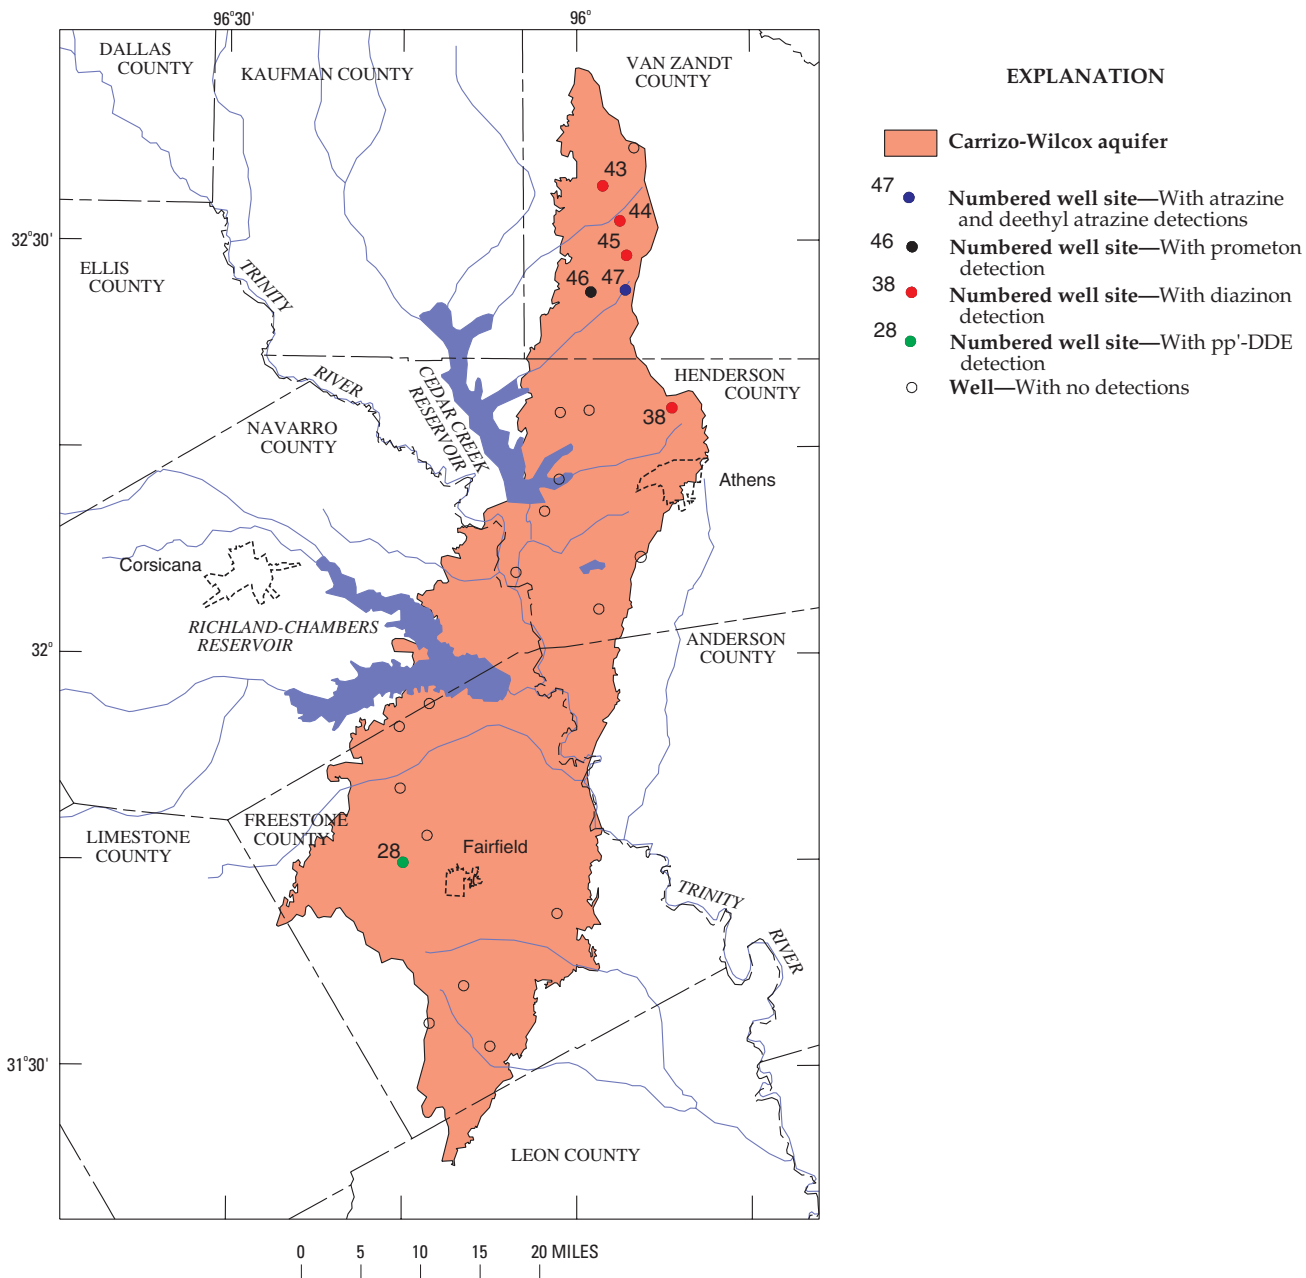 96°30'
96°
DALLAS
COUNTY
KAUFMAN COUNTY
VAN ZANDT
COUNTY
43
44
32°30'
45
ELLIS
COUNTY
TRINITY
46
47
RIVER
CEDAR CREEK
RESERVOIR
HENDERSON
COUNTY
38
NAVARRO
COUNTY
Athens
Corsicana
RICHLAND-CHAMBERS
RESERVOIR
ANDERSON
COUNTY
32°
FREESTONE
COUNTY
LIMESTONE
COUNTY
28
Fairfield
TRINITY
RIVER
31°30'
LEON COUNTY
0 5 10 15 20 MILES
EXPLANATION
Carrizo-Wilcox aquifer
47
Numbered well site—With atrazine
and deethyl atrazine detections
46
Numbered well site—With prometon
detection
38
Numbered well site—With diazinon
detection
28
Numbered well site—With pp'-DDE
detection
Well—With no detections